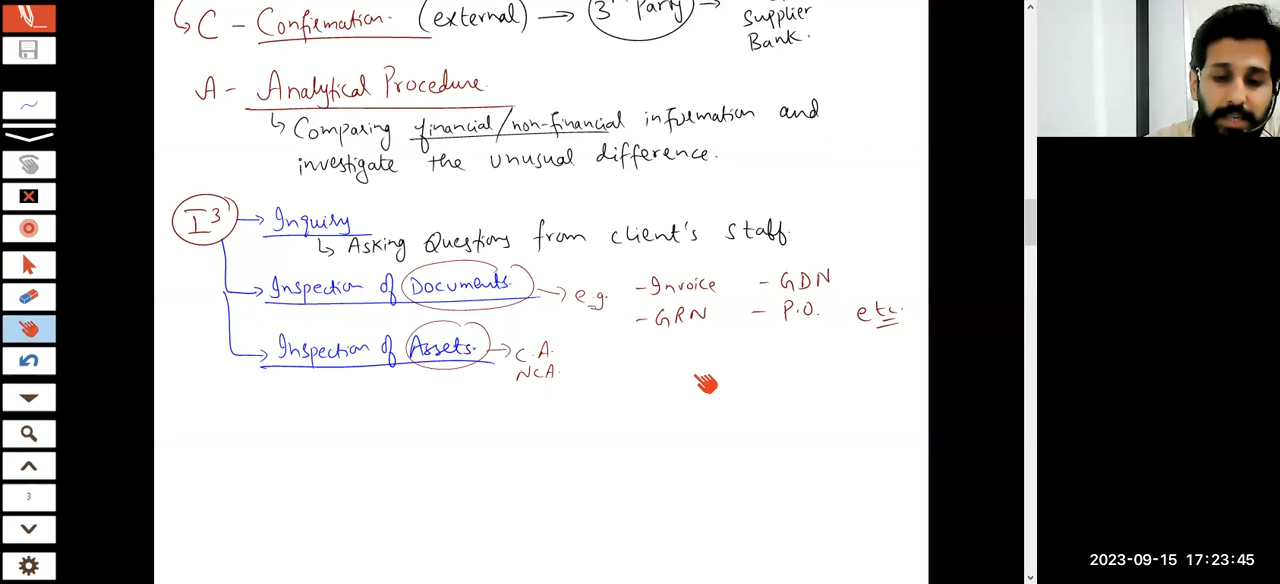 ↳ C - Confirmation. (external) → 3rd Party →
Supplier
Bank.
A - Analytical Procedure.
↳ Comparing financial/non-financial information and
investigate the unusual difference.
I³ → Inquiry
↳ Asking Questions from client's staff.
→ Inspection of Documents. → e.g. - Invoice - GDN
- GRN - P.O. etc.
→ Inspection of Assets. → C.A.
NCA.
3
2023-09-15 17:23:45